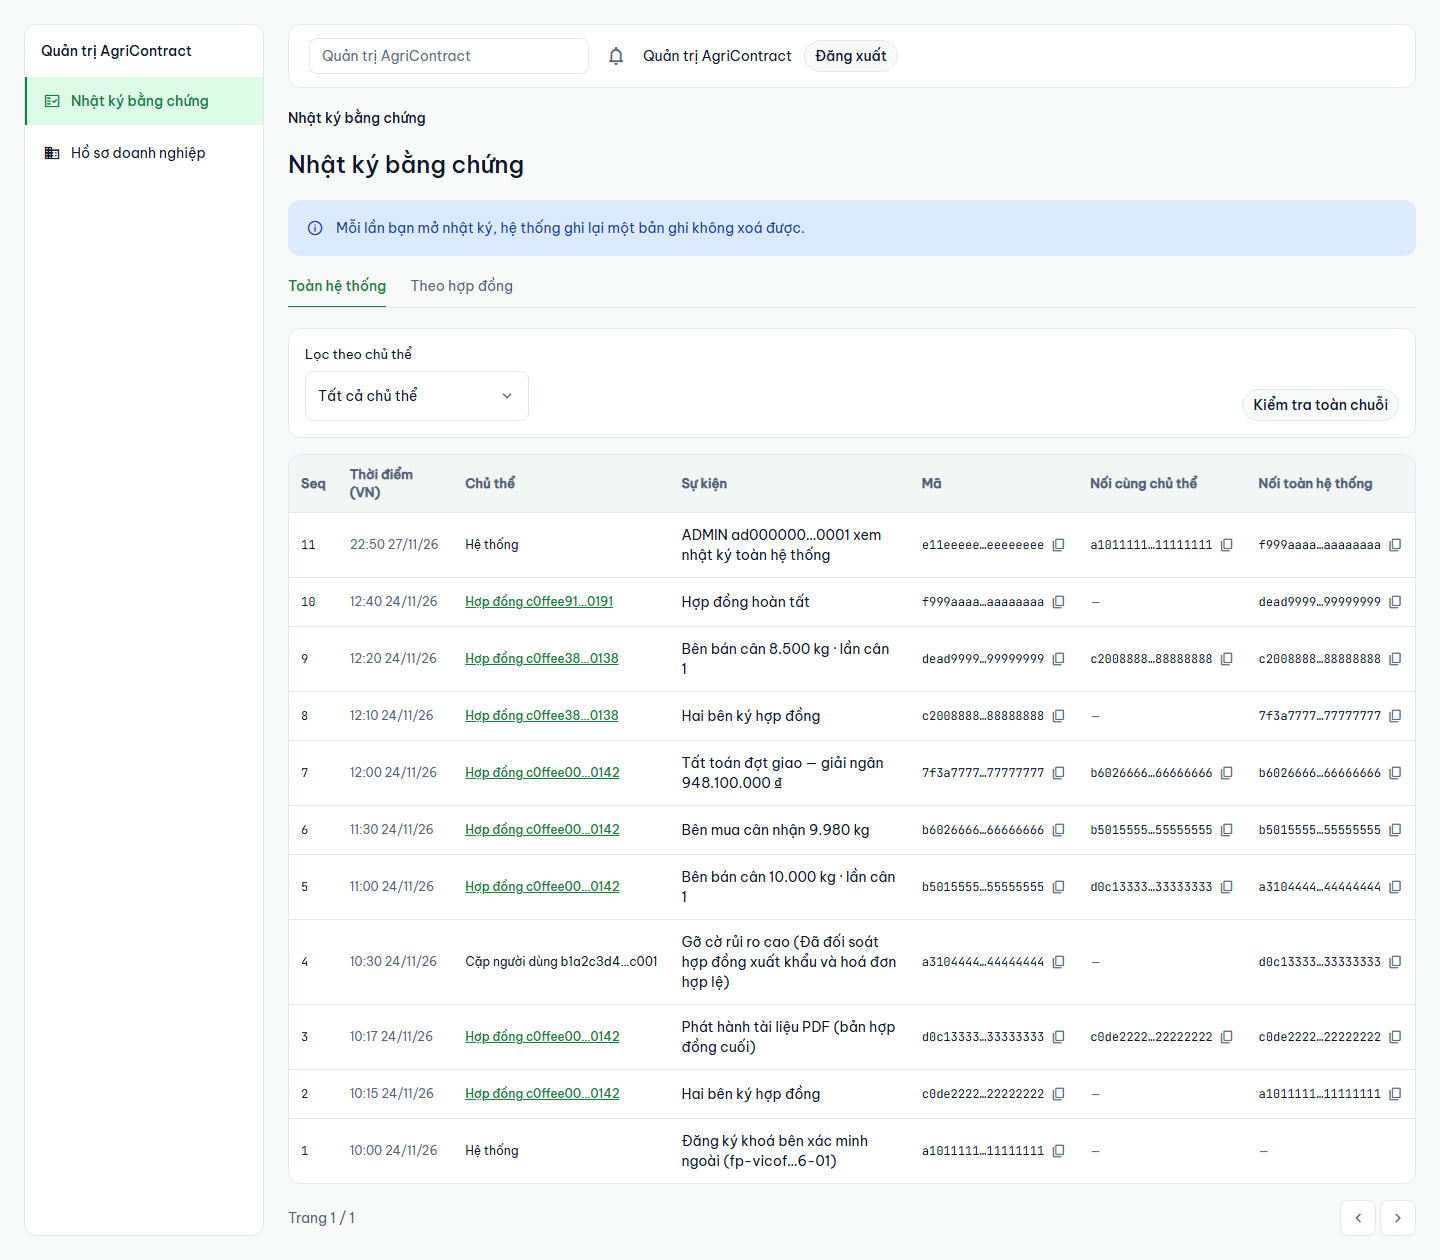 Quản trị AgriContract
Nhật ký bằng chứng
Hồ sơ doanh nghiệp
Quản trị AgriContract
Quản trị AgriContract
Đăng xuất
Nhật ký bằng chứng
Nhật ký bằng chứng
Mỗi lần bạn mở nhật ký, hệ thống ghi lại một bản ghi không xoá được.
Toàn hệ thống
Theo hợp đồng
Lọc theo chủ thể
Tất cả chủ thể
Kiểm tra toàn chuỗi
Seq
Thời điểm
(VN)
Chủ thể
Sự kiện
Mã
Nối cùng chủ thể
Nối toàn hệ thống
11
22:50 27/11/26
Hệ thống
ADMIN ad000000…0001 xem
nhật ký toàn hệ thống
e11eeeee…eeeeeeee
a1011111…11111111
f999aaaa…aaaaaaaa
10
12:40 24/11/26
Hợp đồng c0ffee91…0191
Hợp đồng hoàn tất
f999aaaa…aaaaaaaa
—
dead9999…99999999
9
12:20 24/11/26
Hợp đồng c0ffee38…0138
Bên bán cân 8.500 kg · lần cân
1
dead9999…99999999
c2008888…88888888
c2008888…88888888
8
12:10 24/11/26
Hợp đồng c0ffee38…0138
Hai bên ký hợp đồng
c2008888…88888888
—
7f3a7777…77777777
7
12:00 24/11/26
Hợp đồng c0ffee00…0142
Tất toán đợt giao — giải ngân
948.100.000 ₫
7f3a7777…77777777
b6026666…66666666
b6026666…66666666
6
11:30 24/11/26
Hợp đồng c0ffee00…0142
Bên mua cân nhận 9.980 kg
b6026666…66666666
b5015555…55555555
b5015555…55555555
5
11:00 24/11/26
Hợp đồng c0ffee00…0142
Bên bán cân 10.000 kg · lần cân
1
b5015555…55555555
d0c13333…33333333
a3104444…44444444
4
10:30 24/11/26
Cặp người dùng b1a2c3d4…c001
Gỡ cờ rủi ro cao (Đã đối soát
hợp đồng xuất khẩu và hoá đơn
hợp lệ)
a3104444…44444444
—
d0c13333…33333333
3
10:17 24/11/26
Hợp đồng c0ffee00…0142
Phát hành tài liệu PDF (bản hợp
đồng cuối)
d0c13333…33333333
c0de2222…22222222
c0de2222…22222222
2
10:15 24/11/26
Hợp đồng c0ffee00…0142
Hai bên ký hợp đồng
c0de2222…22222222
—
a1011111…11111111
1
10:00 24/11/26
Hệ thống
Đăng ký khoá bên xác minh
ngoài (fp-vicof…6-01)
a1011111…11111111
—
—
Trang 1 / 1